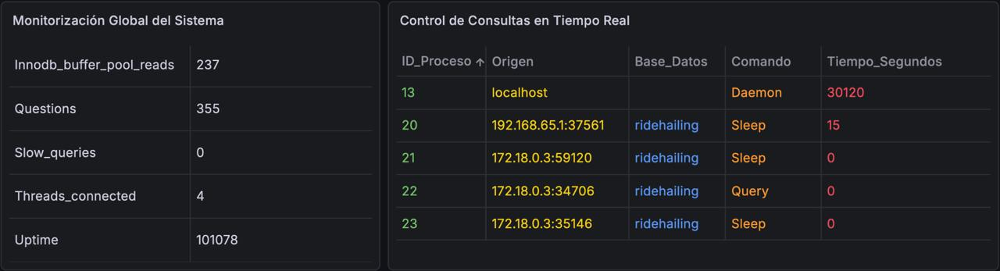 Monitorización Global del Sistema
Innodb_buffer_pool_reads 237
Questions 355
Slow_queries 0
Threads_connected 4
Uptime 101078
Control de Consultas en Tiempo Real
ID_Proceso ↑ Origen Base_Datos Comando Tiempo_Segundos
13 localhost Daemon 30120
20 192.168.65.1:37561 ridehailing Sleep 15
21 172.18.0.3:59120 ridehailing Sleep 0
22 172.18.0.3:34706 ridehailing Query 0
23 172.18.0.3:35146 ridehailing Sleep 0